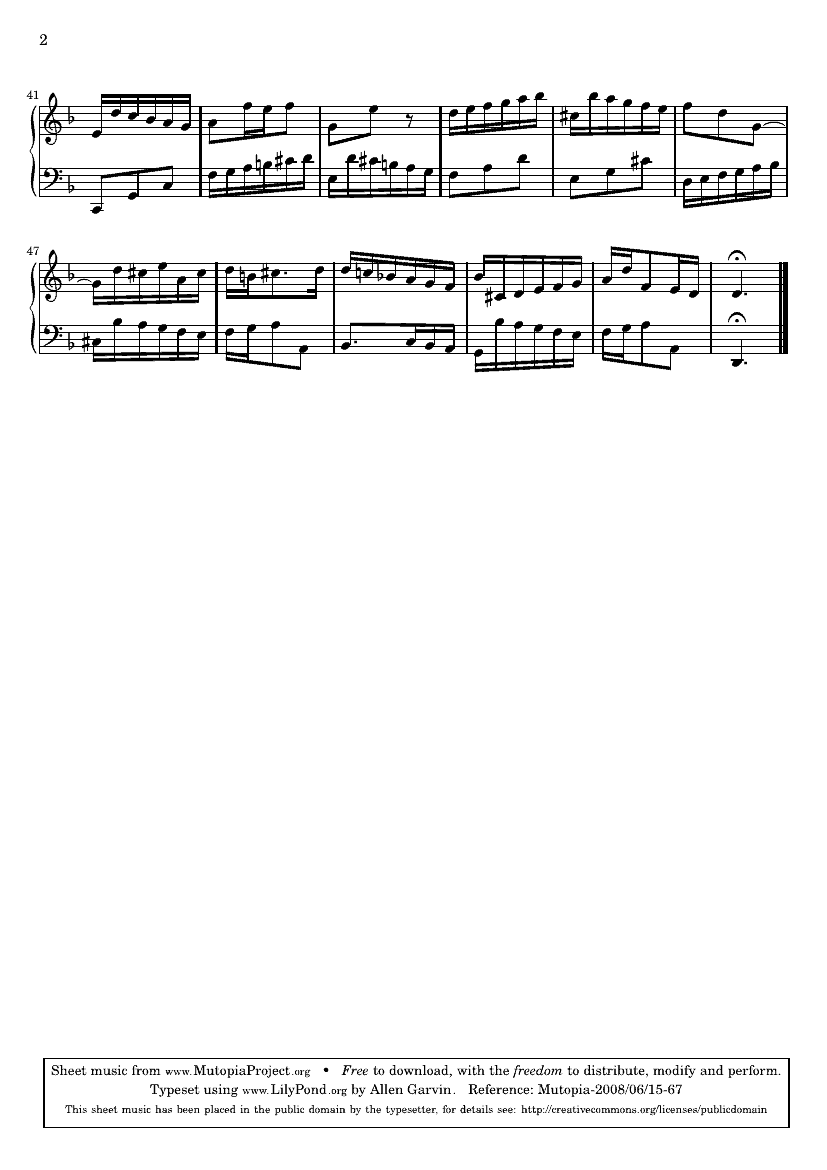 2
41
47
Sheet music from www.MutopiaProject.org • Free to download, with the freedom to distribute, modify and perform.
Typeset using www.LilyPond.org by Allen Garvin. Reference: Mutopia-2008/06/15-67
This sheet music has been placed in the public domain by the typesetter, for details see: http://creativecommons.org/licenses/publicdomain